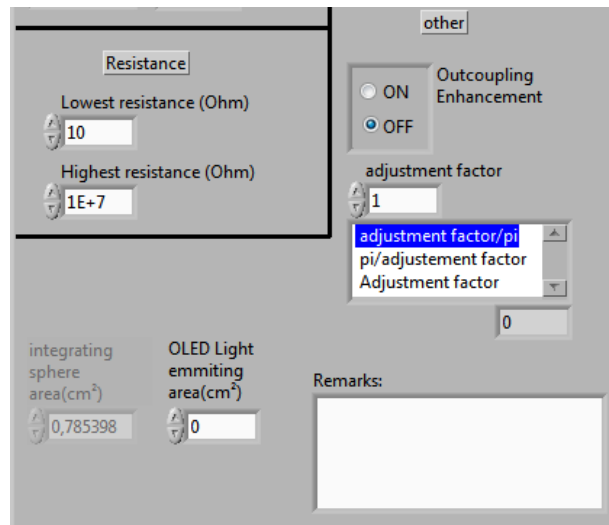 Resistance
Lowest resistance (Ohm)
10
Highest resistance (Ohm)
1E+7
other
ON
OFF
Outcoupling
Enhancement
adjustment factor
1
adjustment factor/pi
pi/adjustement factor
Adjustment factor
0
integrating
sphere
area(cm²)
0,785398
OLED Light
emmiting
area(cm²)
0
Remarks: